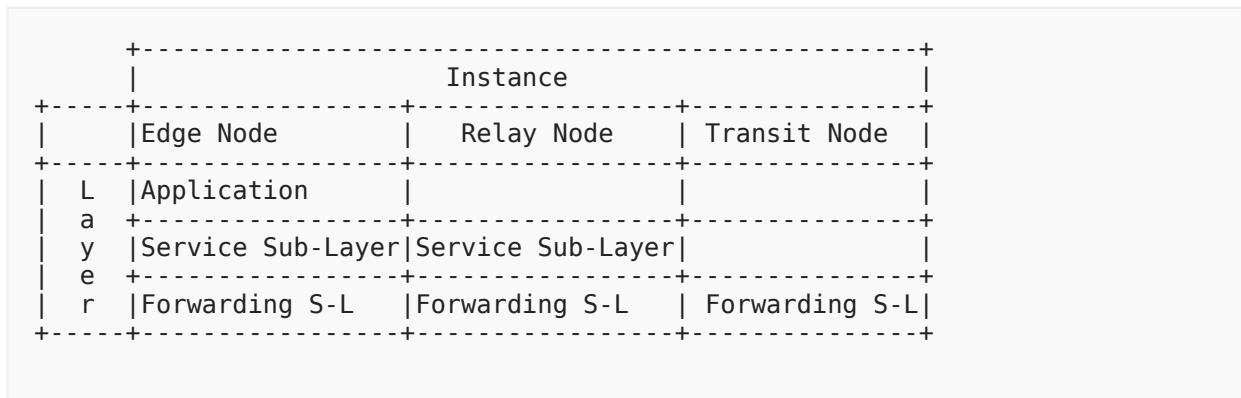 +---------------------------------------------------+
      |                    Instance                       |
+-----+-----------------+-----------------+---------------+
|     |Edge Node        |   Relay Node    | Transit Node  |
+-----+-----------------+-----------------+---------------+
|  L  |Application      |                 |               |
|  a  +-----------------+-----------------+---------------+
|  y  |Service Sub-Layer|Service Sub-Layer|               |
|  e  +-----------------+-----------------+---------------+
|  r  |Forwarding S-L   |Forwarding S-L   | Forwarding S-L|
+-----+-----------------+-----------------+---------------+